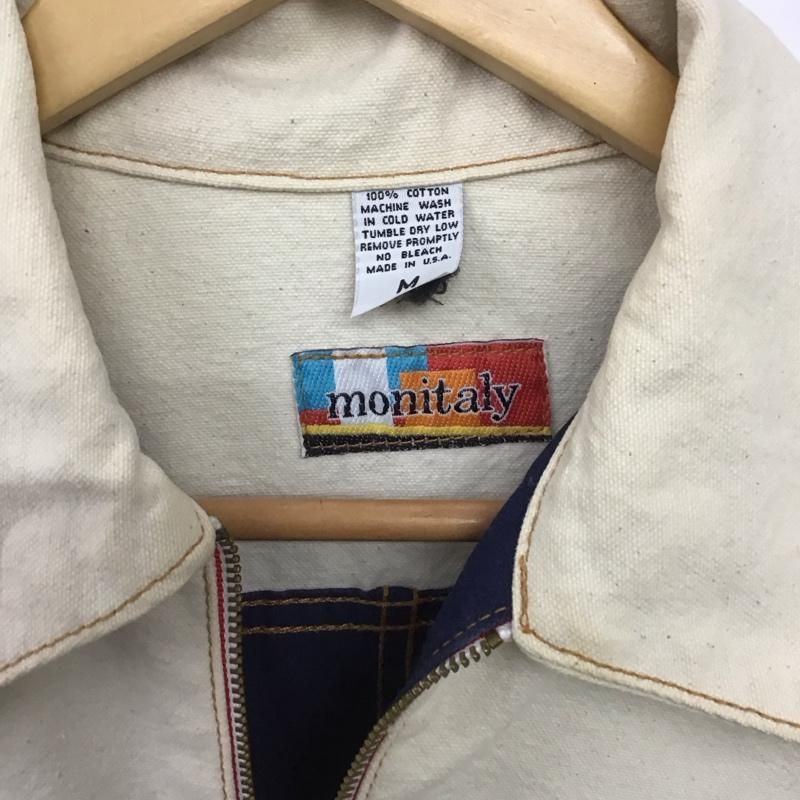 100% COTTON
MACHINE WASH
IN COLD WATER
TUMBLE DRY LOW
REMOVE PROMPTLY
NO BLEACH
MADE IN U.S.A.
M
monitaly